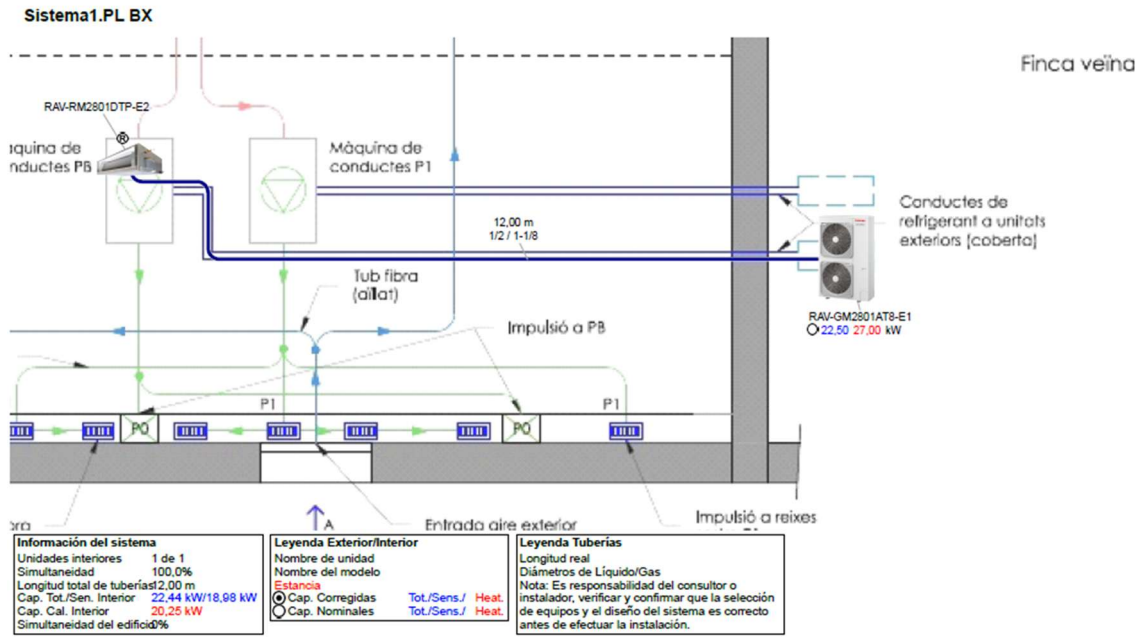 Sistema1.PL BX
Finca veïna
RAV-RM2801DTP-E2
àquina de
nductes PB
Màquina de
conductes P1
Conductes de
refrigerant a unitats
exteriors (coberta)
12,00 m
1/2 / 1-1/8
Tub fibra
(aïllat)
RAV-GM2801AT8-E1
22,50 27,00 kW
Impulsió a PB
P1
P1
P0
P0
Impulsió a reixes
Entrada aire exterior
A
bra
Información del sistema
Unidades interiores 1 de 1
Simultaneidad 100,0%
Longitud total de tuberías 12,00 m
Cap. Tot./Sen. Interior 22,44 kW/18,98 kW
Cap. Cal. Interior 20,25 kW
Simultaneidad del edificio 0%
Leyenda Exterior/Interior
Nombre de unidad
Nombre del modelo
Estancia
Cap. Corregidas Tot./Sens./ Heat.
Cap. Nominales Tot./Sens./ Heat.
Leyenda Tuberías
Longitud real
Diámetros de Líquido/Gas
Nota: Es responsabilidad del consultor o
instalador, verificar y confirmar que la selección
de equipos y el diseño del sistema es correcto
antes de efectuar la instalación.